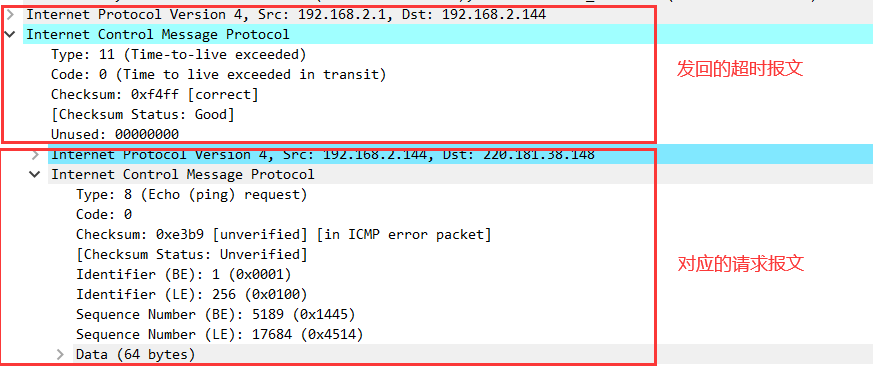 Internet Protocol Version 4, Src: 192.168.2.1, Dst: 192.168.2.144
Internet Control Message Protocol
Type: 11 (Time-to-live exceeded)
Code: 0 (Time to live exceeded in transit)
Checksum: 0xf4ff [correct]
[Checksum Status: Good]
Unused: 00000000
发回的超时报文
Internet Protocol Version 4, Src: 192.168.2.144, Dst: 220.181.38.148
Internet Control Message Protocol
Type: 8 (Echo (ping) request)
Code: 0
Checksum: 0xe3b9 [unverified] [in ICMP error packet]
[Checksum Status: Unverified]
Identifier (BE): 1 (0x0001)
Identifier (LE): 256 (0x0100)
Sequence Number (BE): 5189 (0x1445)
Sequence Number (LE): 17684 (0x4514)
Data (64 bytes)
对应的请求报文